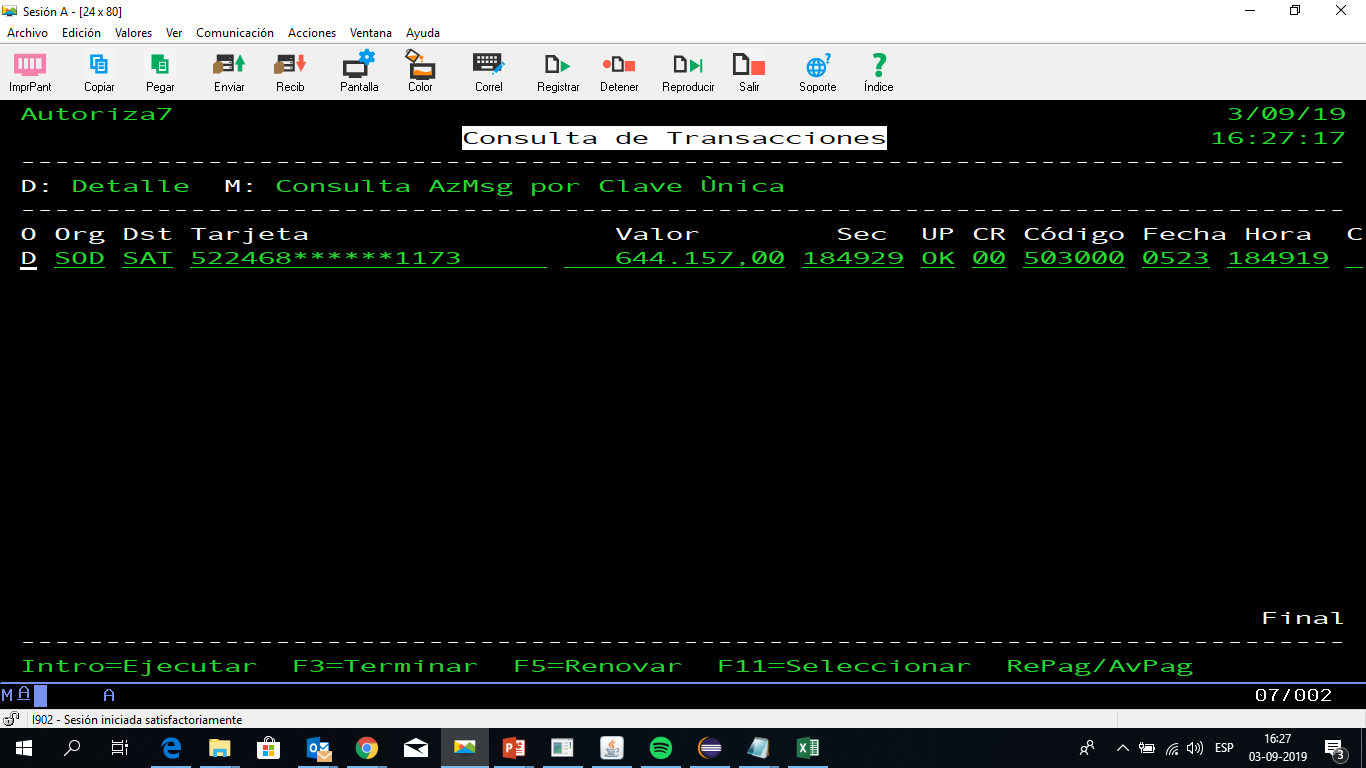 Sesión A - [24 x 80]
Archivo Edición Valores Ver Comunicación Acciones Ventana Ayuda
ImprPant Copiar Pegar Enviar Recib Pantalla Color Correl Registrar Detener Reproducir Salir Soporte Índice
Autoriza7 3/09/19
Consulta de Transacciones 16:27:17
D: Detalle M: Consulta AzMsg por Clave Ùnica
O Org Dst Tarjeta Valor Sec UP CR Código Fecha Hora C
D SOD SAT 522468******1173 644.157,00 184929 OK 00 503000 0523 184919
Final
Intro=Ejecutar F3=Terminar F5=Renovar F11=Seleccionar RePag/AvPag
MA A 07/002
I902 - Sesión iniciada satisfactoriamente
ESP 16:27
03-09-2019 3